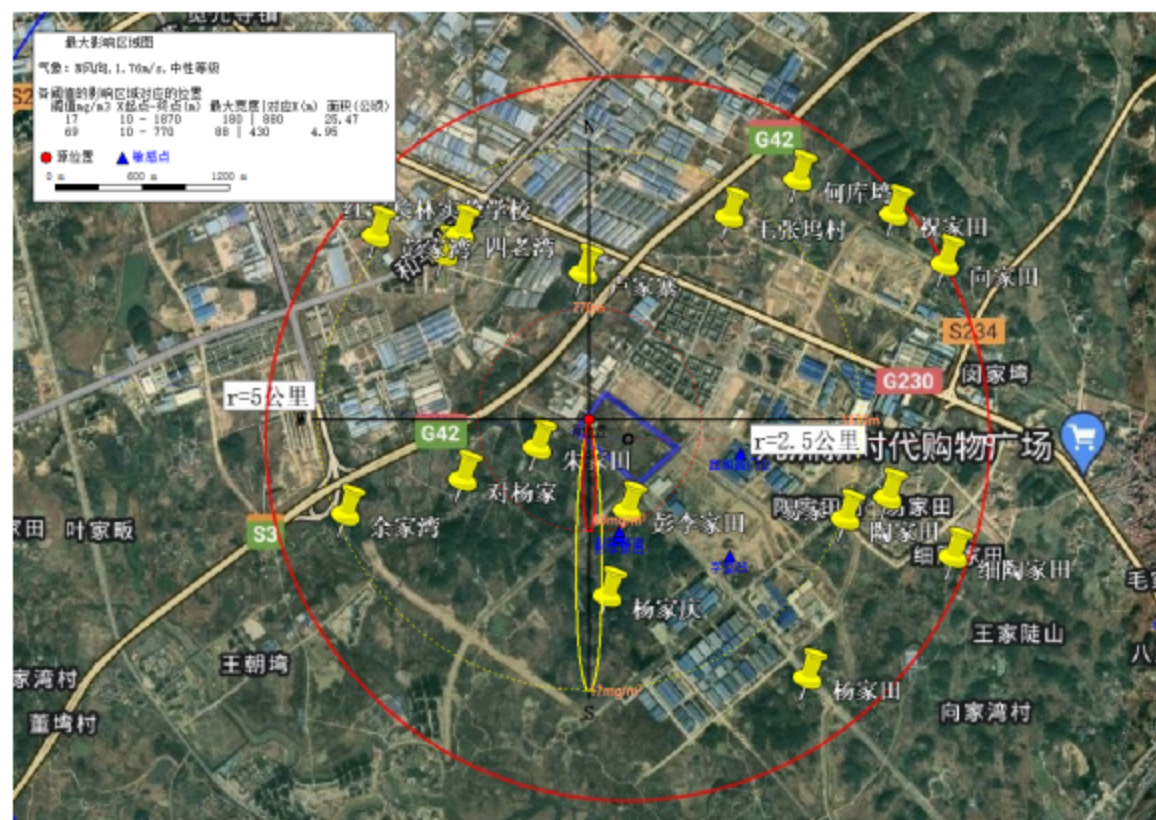 最大影响区域图
气象：N风向,1.76m/s,中性等级
各阈值的影响区域对应的位置
阈值mg/m3 X起点-终点(m) 最大宽度|对应X(m) 面积(公顷)
17 10 - 1870 180 | 880 25.47
69 10 - 770 88 | 430 4.95
源位置 敏感点
0 m 600 m 1200 m
N
G42
何库塆
祝家田
毛张坞村
向家田
四老湾
卢家寨
S234
G230
闵家塆
r=5公里
r=2.5公里
时代购物广场
G42
朱家田
对杨家
余家湾
彭李家田
陶家田
细陶家田
家田
叶家畈
S3
杨家庆
王家陡山
王朝塆
家湾村
杨家田
向家湾村
董塆村
S